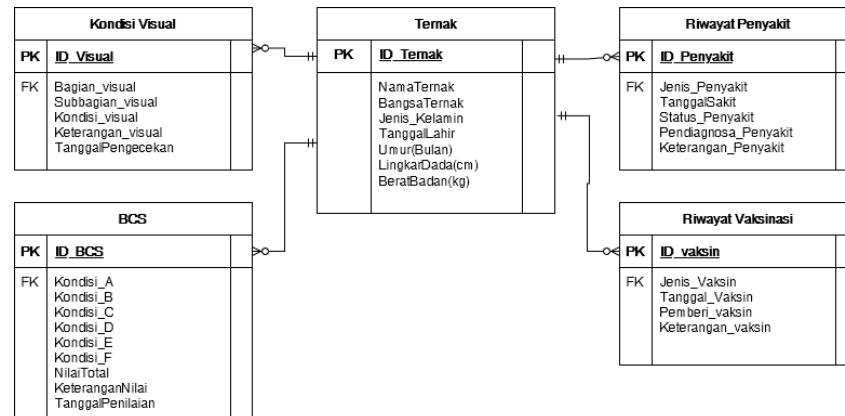 Kondisi Visual
PK ID_Visual
FK Bagian_visual
Subbagian_visual
Kondisi_visual
Keterangan_visual
TanggalPengecekan
Ternak
PK ID_Ternak
NamaTernak
BangsaTernak
Jenis_Kelamin
TanggalLahir
Umur(Bulan)
LingkarDada(cm)
BeratBadan(kg)
Riwayat Penyakit
PK ID_Penyakit
FK Jenis_Penyakit
TanggalSakit
Status_Penyakit
Pendiagnosa_Penyakit
Keterangan_Penyakit
BCS
PK ID_BCS
FK Kondisi_A
Kondisi_B
Kondisi_C
Kondisi_D
Kondisi_E
Kondisi_F
NilaiTotal
KeteranganNilai
TanggalPenilaian
Riwayat Vaksinasi
PK ID_vaksin
FK Jenis_Vaksin
Tanggal_Vaksin
Pemberi_vaksin
Keterangan_vaksin